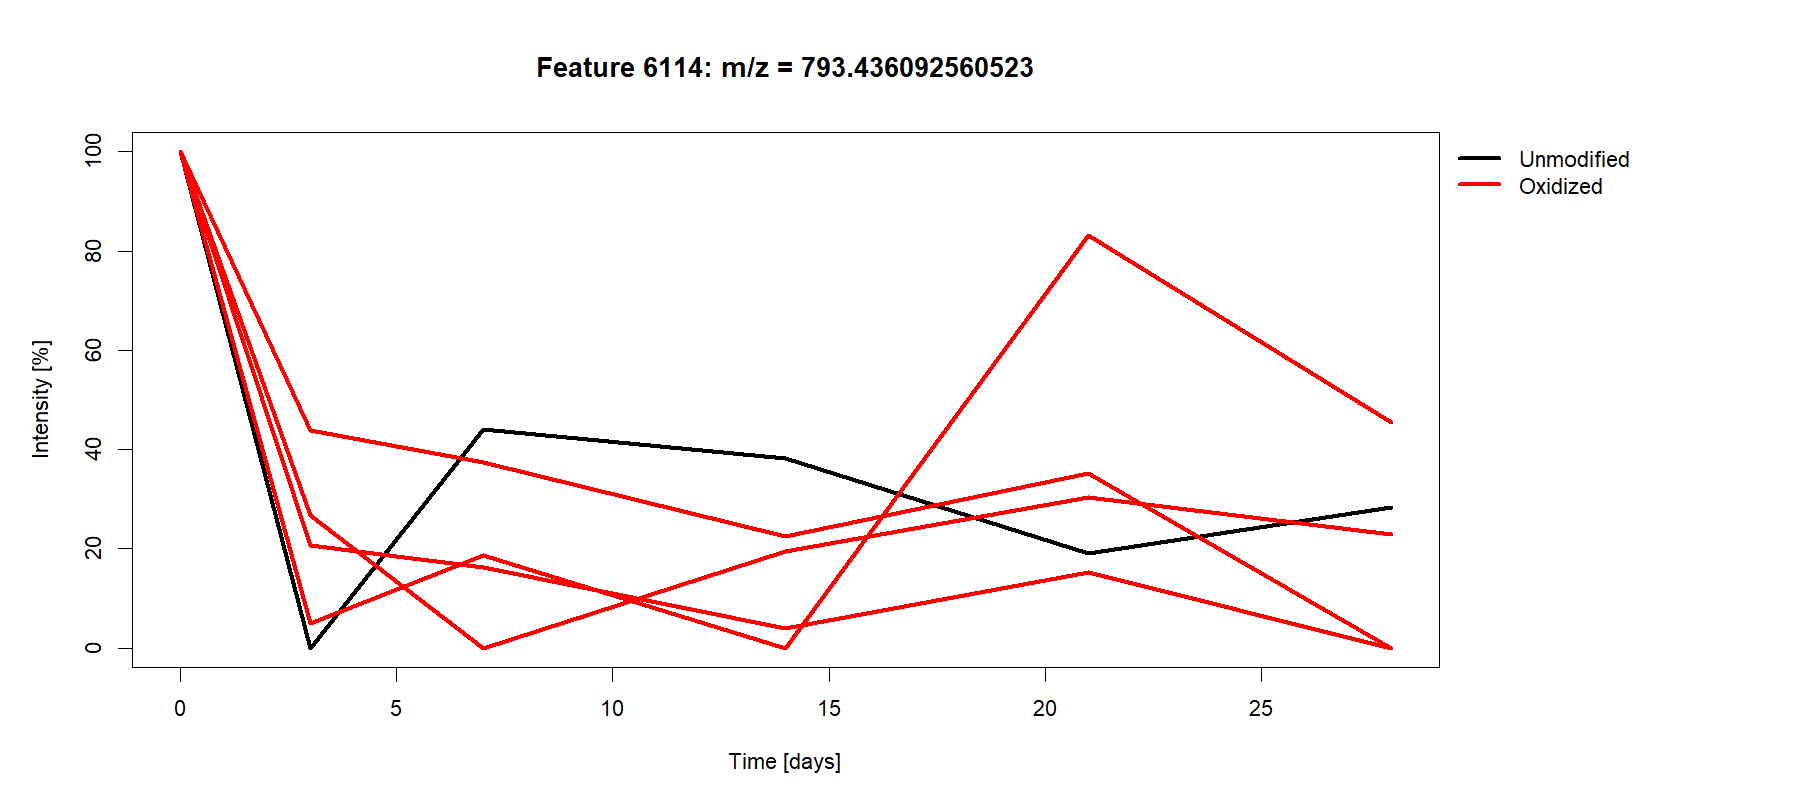 Feature 6114: m/z = 793.436092560523
Unmodified
Oxidized
Intensity [%]
100
80
60
40
20
0
0 5 10 15 20 25
Time [days]